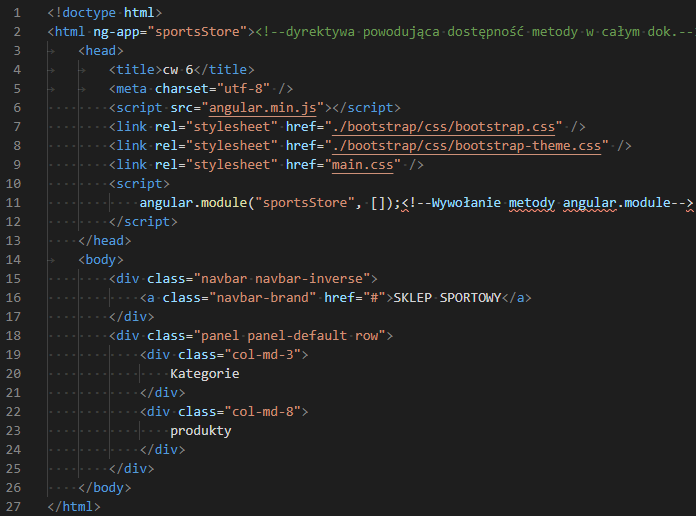 1 <!doctype html>
2 <html ng-app="sportsStore"><!--dyrektywa powodująca dostępność metody w całym dok.--
3 <head>
4 <title>cw 6</title>
5 <meta charset="utf-8" />
6 <script src="angular.min.js"></script>
7 <link rel="stylesheet" href="./bootstrap/css/bootstrap.css" />
8 <link rel="stylesheet" href="./bootstrap/css/bootstrap-theme.css" />
9 <link rel="stylesheet" href="main.css" />
10 <script>
11 angular.module("sportsStore", []);<!--Wywołanie metody angular.module-->
12 </script>
13 </head>
14 <body>
15 <div class="navbar navbar-inverse">
16 <a class="navbar-brand" href="#">SKLEP SPORTOWY</a>
17 </div>
18 <div class="panel panel-default row">
19 <div class="col-md-3">
20 Kategorie
21 </div>
22 <div class="col-md-8">
23 produkty
24 </div>
25 </div>
26 </body>
27 </html>